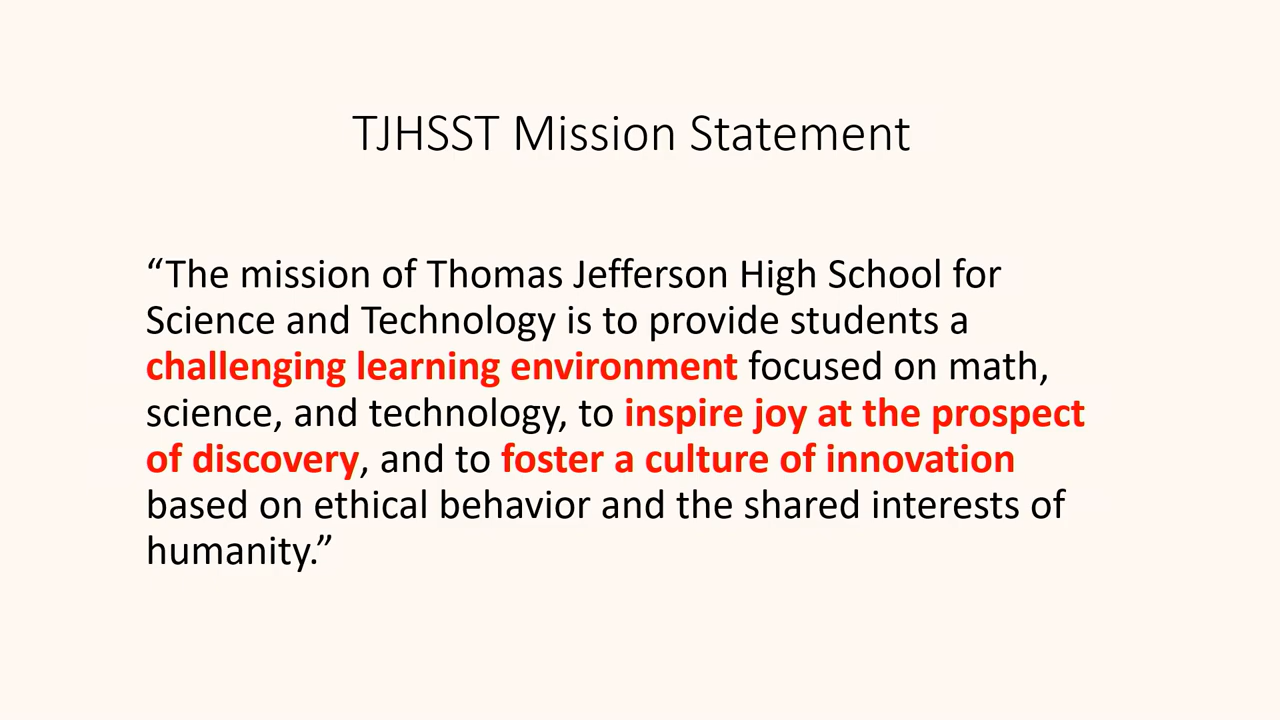 TJHSST Mission Statement
“The mission of Thomas Jefferson High School for
Science and Technology is to provide students a
challenging learning environment focused on math,
science, and technology, to inspire joy at the prospect
of discovery, and to foster a culture of innovation
based on ethical behavior and the shared interests of
humanity.”